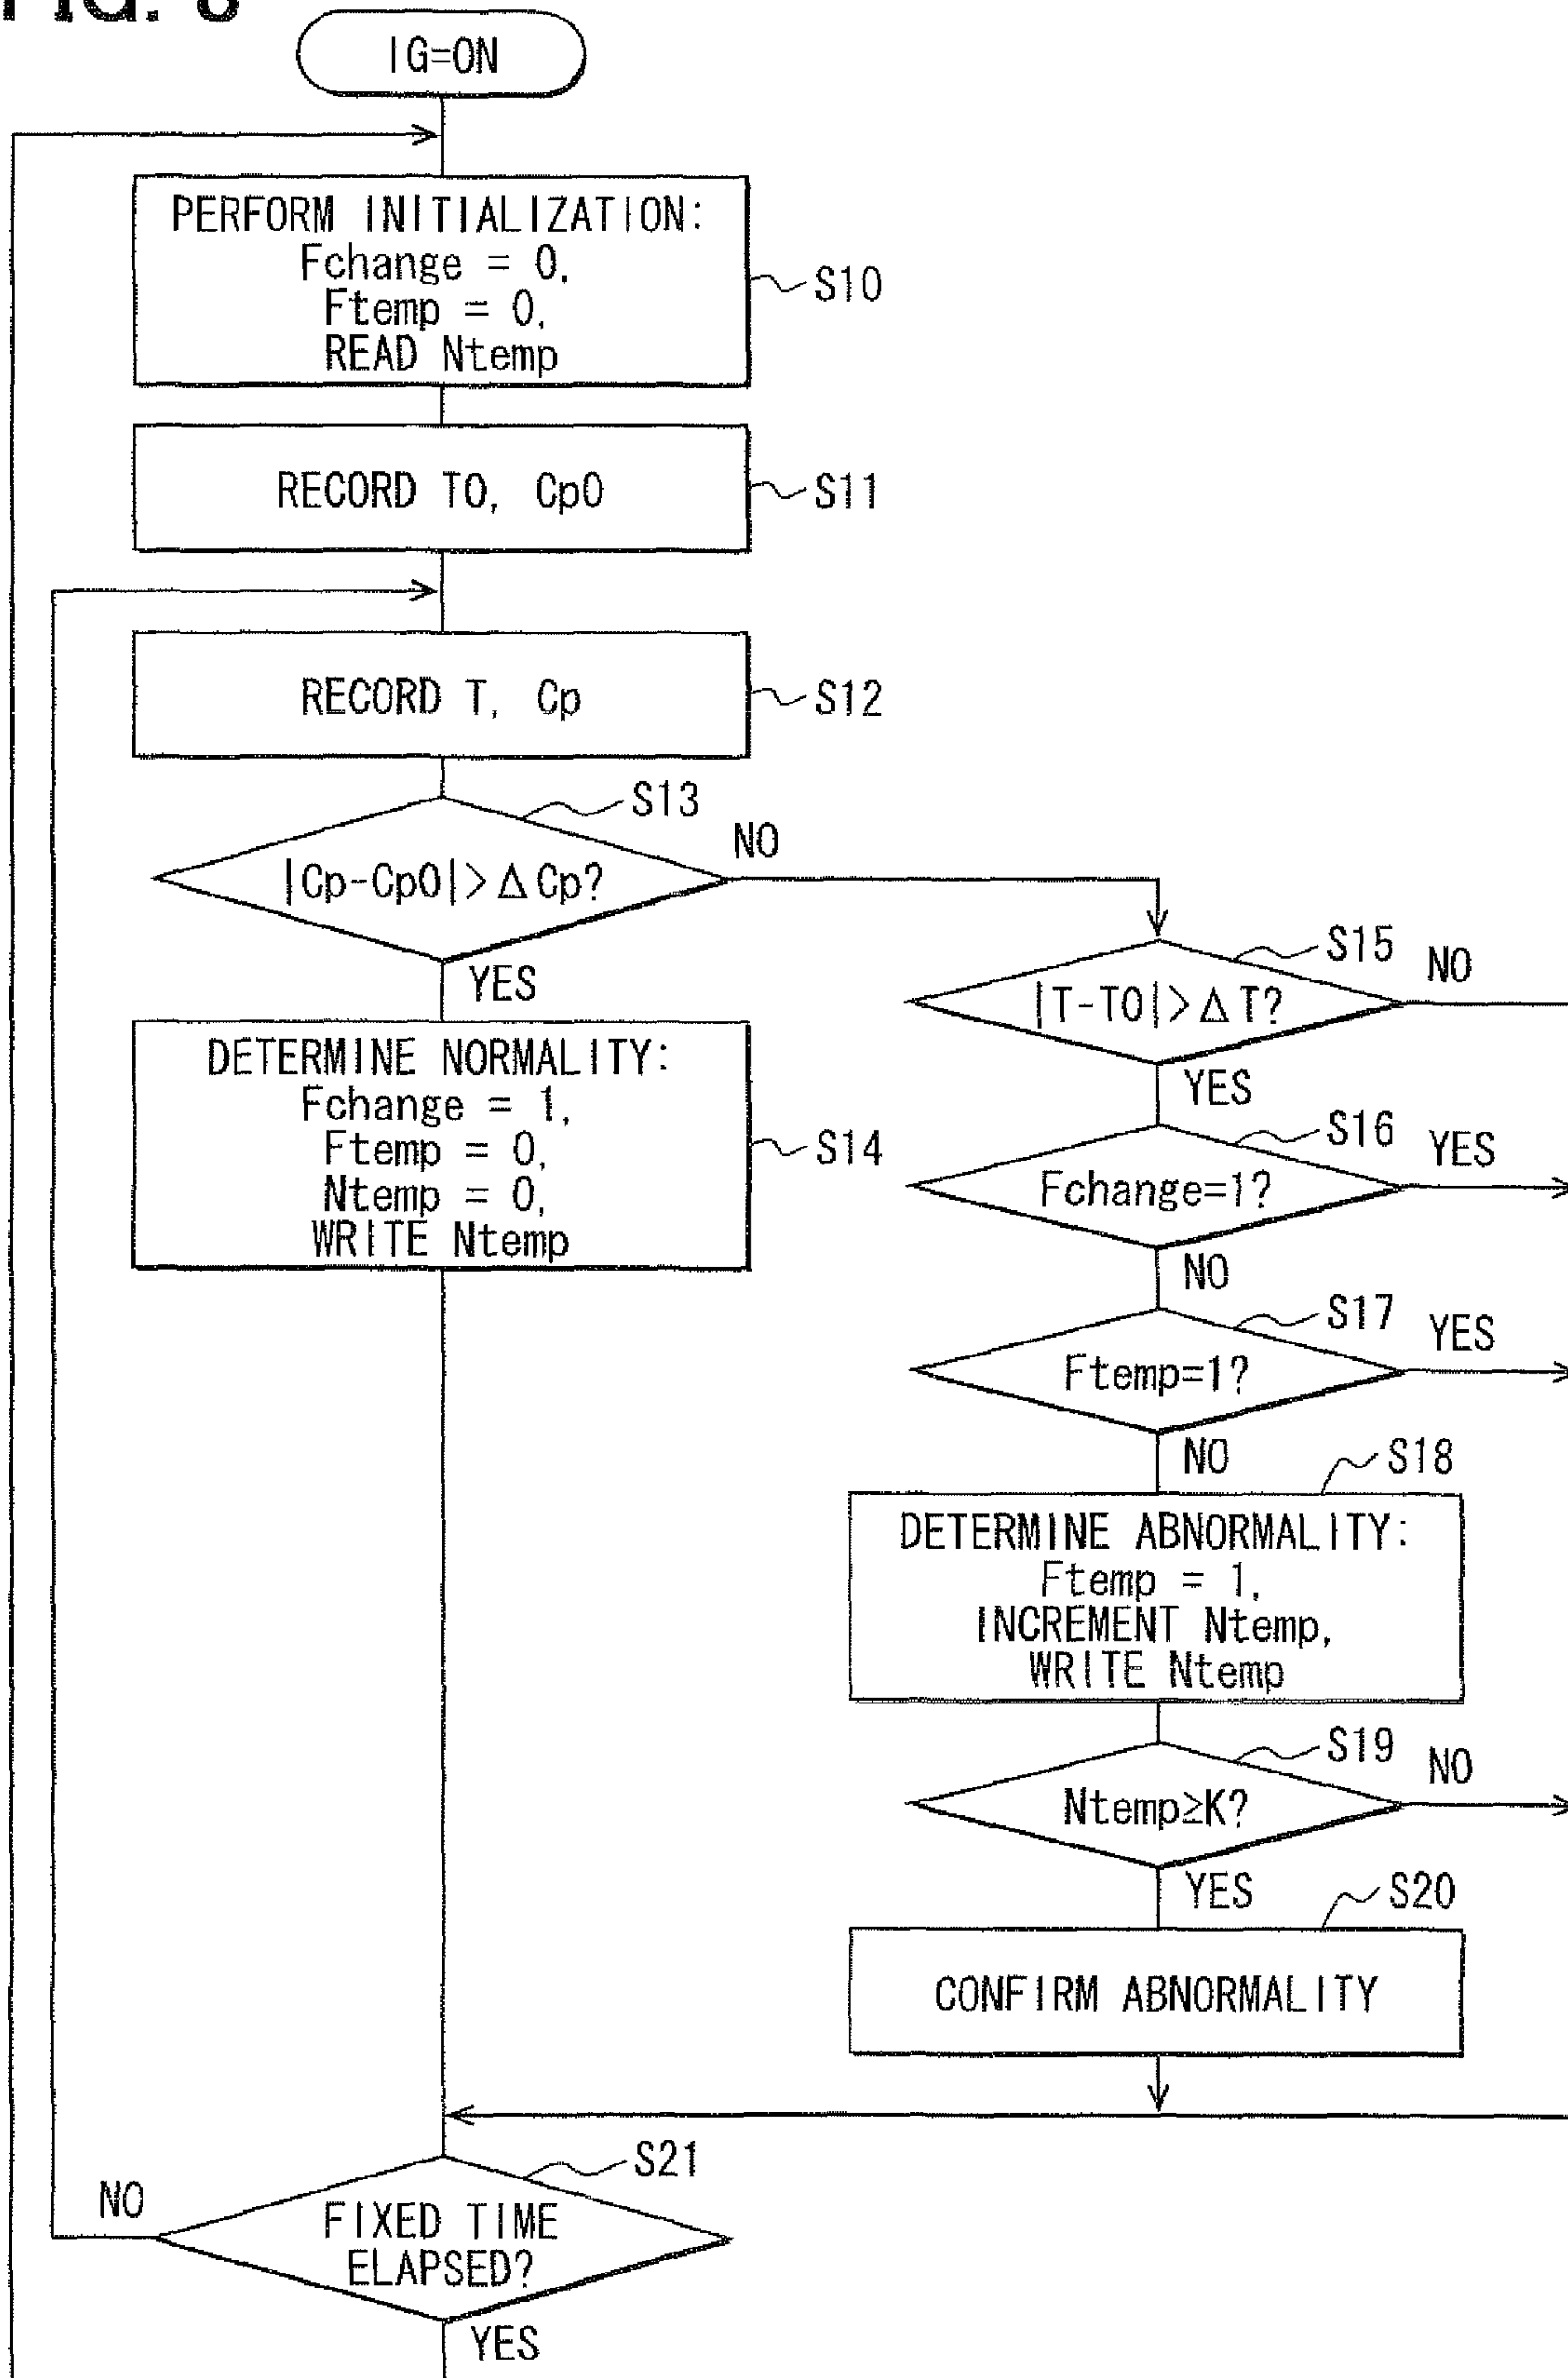 IG=ON
PERFORM INITIALIZATION:
Fchange = 0,
Ftemp = 0,
READ Ntemp
S10
RECORD T0, Cp0
S11
RECORD T, Cp
S12
S13
|Cp-Cp0|>ΔCp?
NO
YES
DETERMINE NORMALITY:
Fchange = 1,
Ftemp = 0,
Ntemp = 0,
WRITE Ntemp
S14
S15
|T-T0|>ΔT?
NO
YES
S16
Fchange=1?
YES
NO
S17
Ftemp=1?
YES
NO
S18
DETERMINE ABNORMALITY:
Ftemp = 1,
INCREMENT Ntemp,
WRITE Ntemp
S19
Ntemp≥K?
NO
YES
S20
CONFIRM ABNORMALITY
S21
NO
FIXED TIME
ELAPSED?
YES